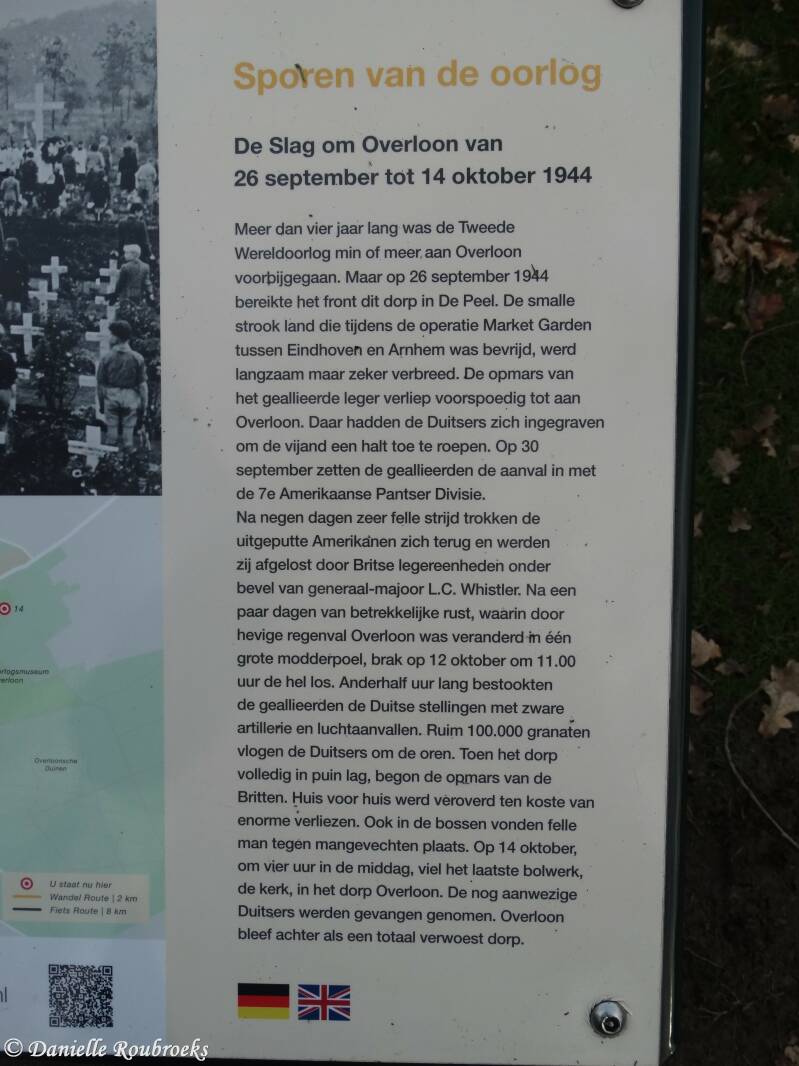 Sporen van de oorlog
De Slag om Overloon van
26 september tot 14 oktober 1944
Meer dan vier jaar lang was de Tweede
Wereldoorlog min of meer aan Overloon
voorbijgegaan. Maar op 26 september 1944
bereikte het front dit dorp in De Peel. De smalle
strook land die tijdens de operatie Market Garden
tussen Eindhoven en Arnhem was bevrijd, werd
langzaam maar zeker verbreed. De opmars van
het geallieerde leger verliep voorspoedig tot aan
Overloon. Daar hadden de Duitsers zich ingegraven
om de vijand een halt toe te roepen. Op 30
september zetten de geallieerden de aanval in met
de 7e Amerikaanse Pantser Divisie.
Na negen dagen zeer felle strijd trokken de
uitgeputte Amerikanen zich terug en werden
zij afgelost door Britse legereenheden onder
bevel van generaal-majoor L.C. Whistler. Na een
paar dagen van betrekkelijke rust, waarin door
hevige regenval Overloon was veranderd in één
grote modderpoel, brak op 12 oktober om 11.00
uur de hel los. Anderhalf uur lang bestookten
de geallieerden de Duitse stellingen met zware
artillerie en luchtaanvallen. Ruim 100.000 granaten
vlogen de Duitsers om de oren. Toen het dorp
volledig in puin lag, begon de opmars van de
Britten. Huis voor huis werd veroverd ten koste van
enorme verliezen. Ook in de bossen vonden felle
man tegen mangevechten plaats. Op 14 oktober,
om vier uur in de middag, viel het laatste bolwerk,
de kerk, in het dorp Overloon. De nog aanwezige
Duitsers werden gevangen genomen. Overloon
bleef achter als een totaal verwoest dorp.
14
orlogsmuseum
verloon
Overloonsche
Duinen
U staat nu hier
Wandel Route | 2 km
Fiets Route | 8 km
nl
© Danielle Roubroeks